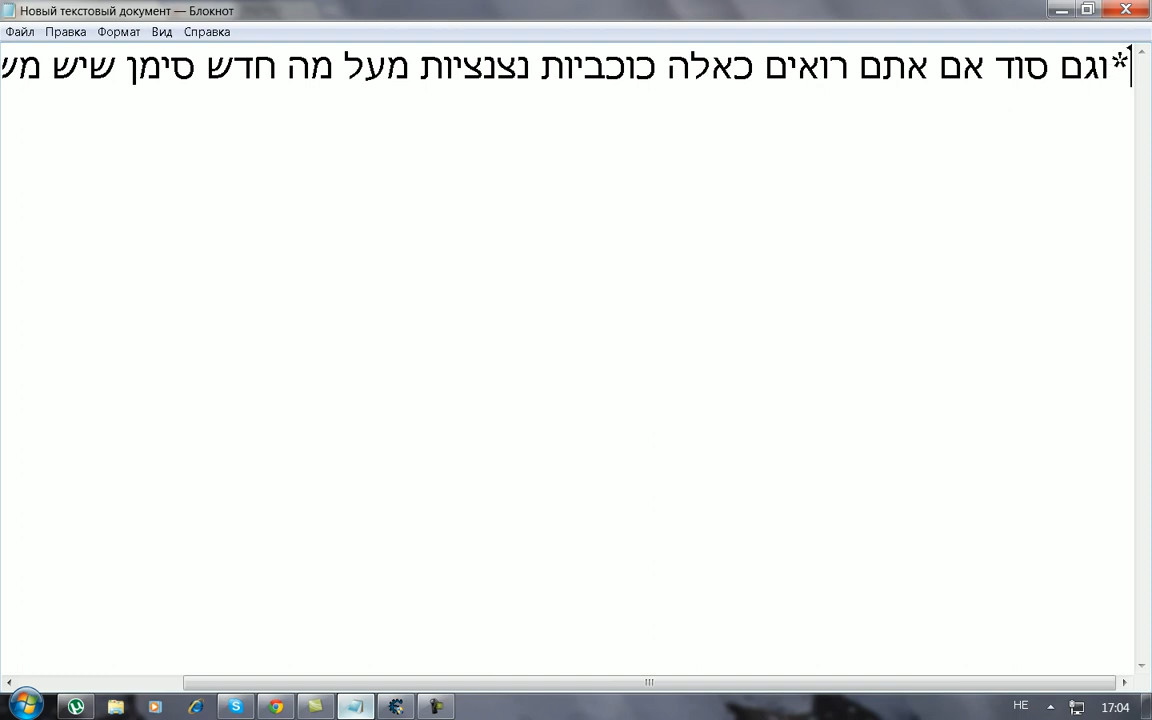 Новый текстовый документ — Блокнот
Файл Правка Формат Вид Справка
*וגם סוד אם אתם רואים כאלה כוכביות נצנציות מעל מה חדש סימן שיש מש
HE 17:04